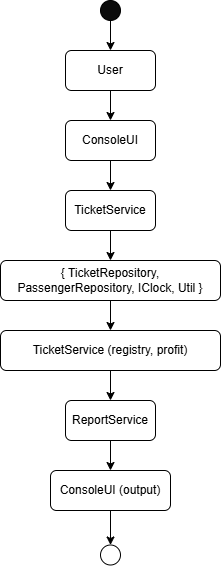 User
ConsoleUI
TicketService
{ TicketRepository,
PassengerRepository, IClock, Util }
TicketService (registry, profit)
ReportService
ConsoleUI (output)